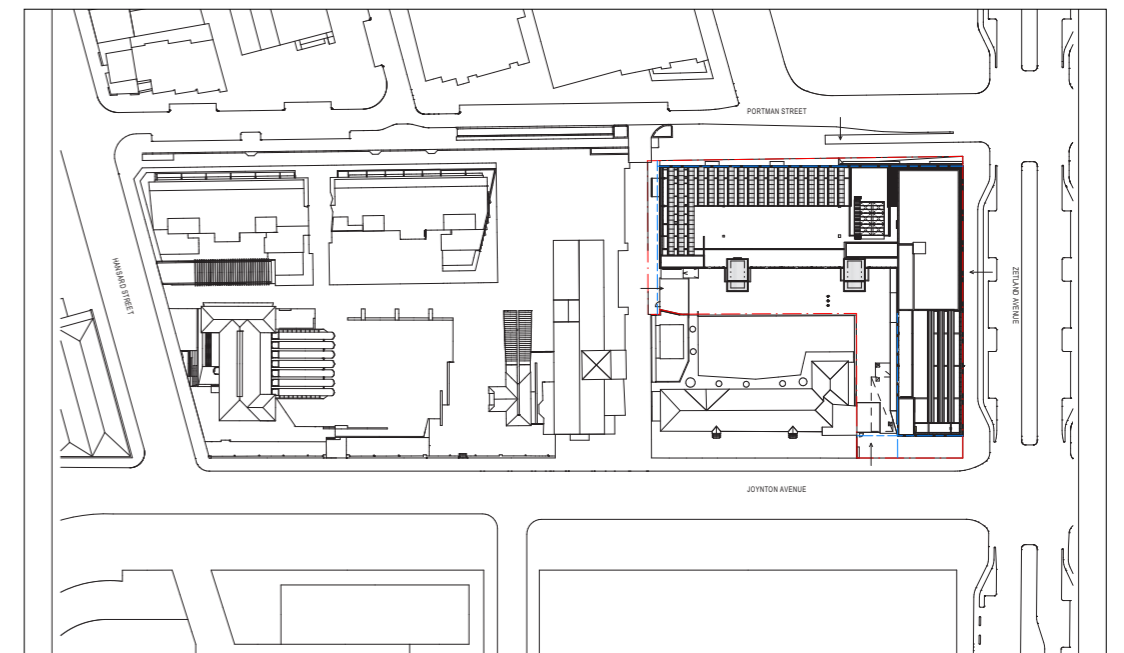 PORTMAN STREET
HANSARD STREET
ZETLAND AVENUE
JOYNTON AVENUE